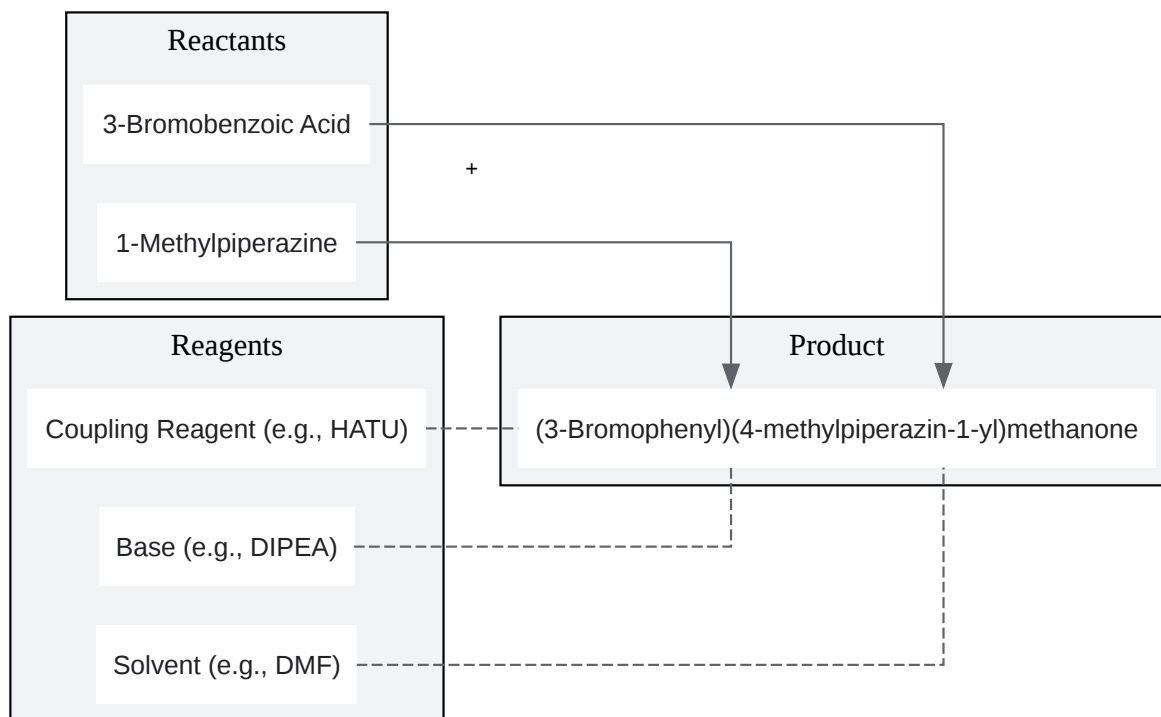 Reactants
3-Bromobenzoic Acid
+
1-Methylpiperazine
Reagents
Coupling Reagent (e.g., HATU)
Base (e.g., DIPEA)
Solvent (e.g., DMF)
Product
(3-Bromophenyl)(4-methylpiperazin-1-yl)methanone